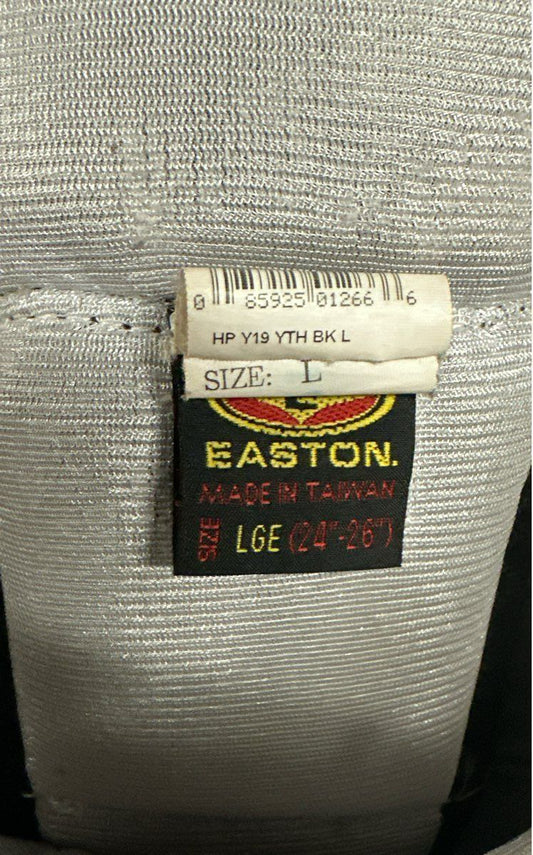 0 85925 01266 6
HP Y19 YTH BK L
SIZE: L
EASTON.
MADE IN TAIWAN
SIZE LGE (24"-26")